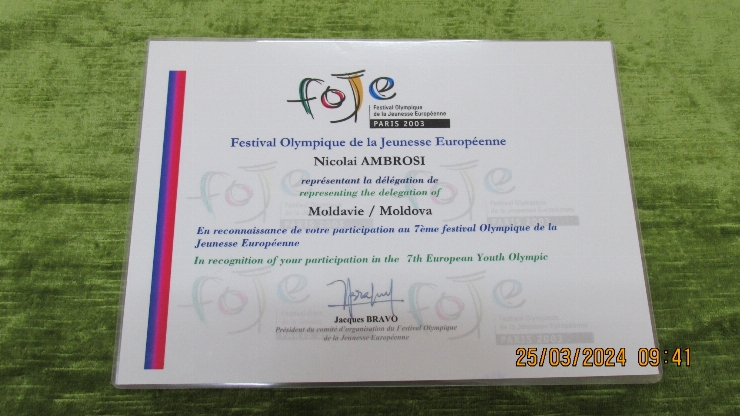 foje
Festival Olympique
de la Jeunesse Européenne
PARIS 2003
Festival Olympique de la Jeunesse Européenne
Nicolai AMBROSI
représentant la délégation de
representing the delegation of
Moldavie / Moldova
En reconnaissance de votre participation au 7ème festival Olympique de la
Jeunesse Européenne
In recognition of your participation in the 7th European Youth Olympic
Jacques BRAVO
Président du comité d'organisation du Festival Olympique
de la Jeunesse Européenne
25/03/2024 09:41